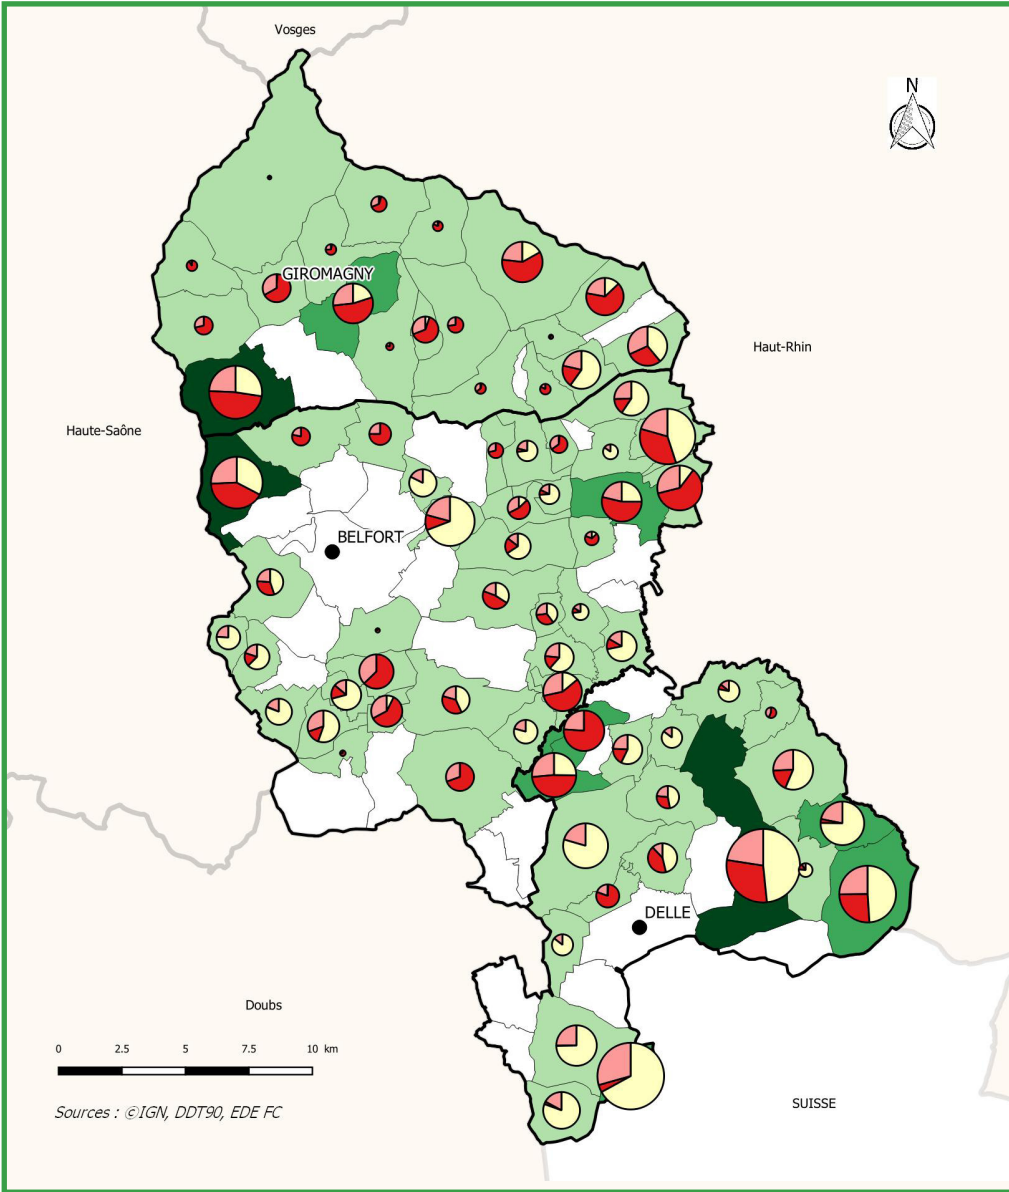 Vosges
N
GIROMAGNY
Haut-Rhin
Haute-Saône
BELFORT
DELLE
Doubs
0 2.5 5 7.5 10 km
SUISSE
Sources : ©IGN, DDT90, EDE FC